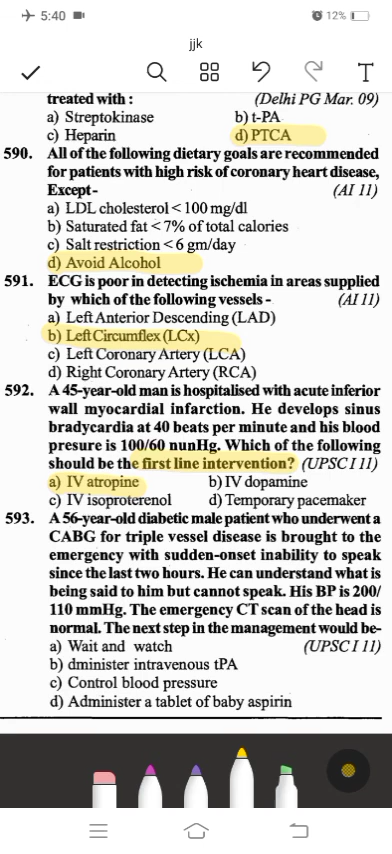 5:40
12%
jjk
T
treated with : (Delhi PG Mar. 09)
a) Streptokinase b) t-PA
c) Heparin d) PTCA
590. All of the following dietary goals are recommended
for patients with high risk of coronary heart disease,
Except- (AI 11)
a) LDL cholesterol < 100 mg/dl
b) Saturated fat < 7% of total calories
c) Salt restriction < 6 gm/day
d) Avoid Alcohol
591. ECG is poor in detecting ischemia in areas supplied
by which of the following vessels - (AI 11)
a) Left Anterior Descending (LAD)
b) Left Circumflex (LCx)
c) Left Coronary Artery (LCA)
d) Right Coronary Artery (RCA)
592. A 45-year-old man is hospitalised with acute inferior
wall myocardial infarction. He develops sinus
bradycardia at 40 beats per minute and his blood
presure is 100/60 nunHg. Which of the following
should be the first line intervention? (UPSC I 11)
a) IV atropine b) IV dopamine
c) IV isoproterenol d) Temporary pacemaker
593. A 56-year-old diabetic male patient who underwent a
CABG for triple vessel disease is brought to the
emergency with sudden-onset inability to speak
since the last two hours. He can understand what is
being said to him but cannot speak. His BP is 200/
110 mmHg. The emergency CT scan of the head is
normal. The next step in the management would be-
a) Wait and watch (UPSC I 11)
b) dminister intravenous tPA
c) Control blood pressure
d) Administer a tablet of baby aspirin